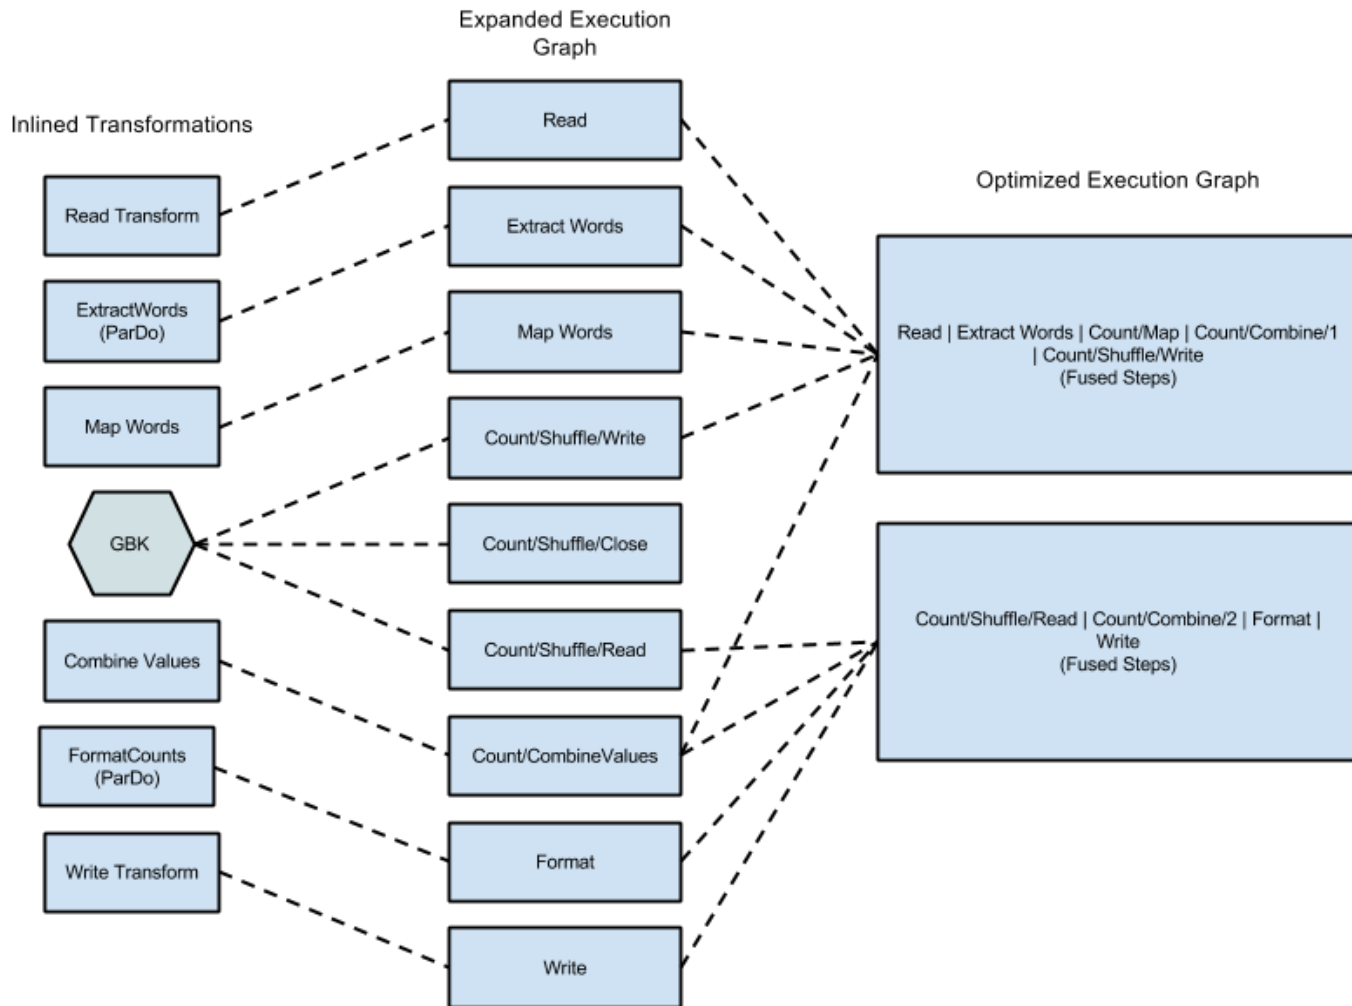 Expanded Execution
Graph
Inlined Transformations
Optimized Execution Graph
Read Transform
ExtractWords
(ParDo)
Map Words
GBK
Combine Values
FormatCounts
(ParDo)
Write Transform
Read
Extract Words
Map Words
Count/Shuffle/Write
Count/Shuffle/Close
Count/Shuffle/Read
Count/CombineValues
Format
Write
Read | Extract Words | Count/Map | Count/Combine/1
| Count/Shuffle/Write
(Fused Steps)
Count/Shuffle/Read | Count/Combine/2 | Format |
Write
(Fused Steps)